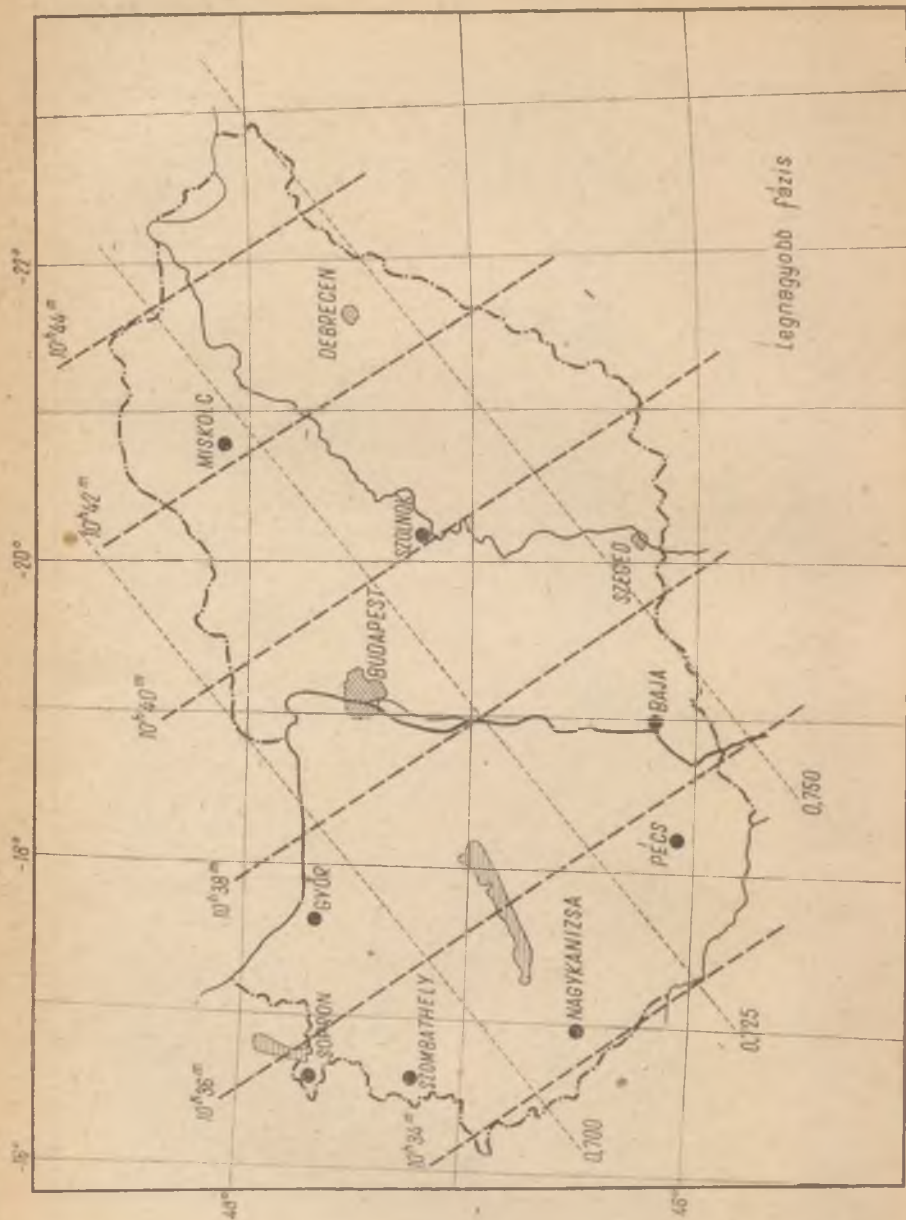 -16°
-18°
-20°
-22°
48°
46°
10ʰ34ᵐ
10ʰ36ᵐ
10ʰ38ᵐ
10ʰ40ᵐ
10ʰ42ᵐ
10ʰ44ᵐ
SOPRON
GYŐR
SZOMBATHELY
NAGYKANIZSA
PÉCS
BAJA
BUDAPEST
SZOLNOK
SZEGED
MISKOLC
DEBRECEN
0,700
0,725
0,750
Legnagyobb fázis